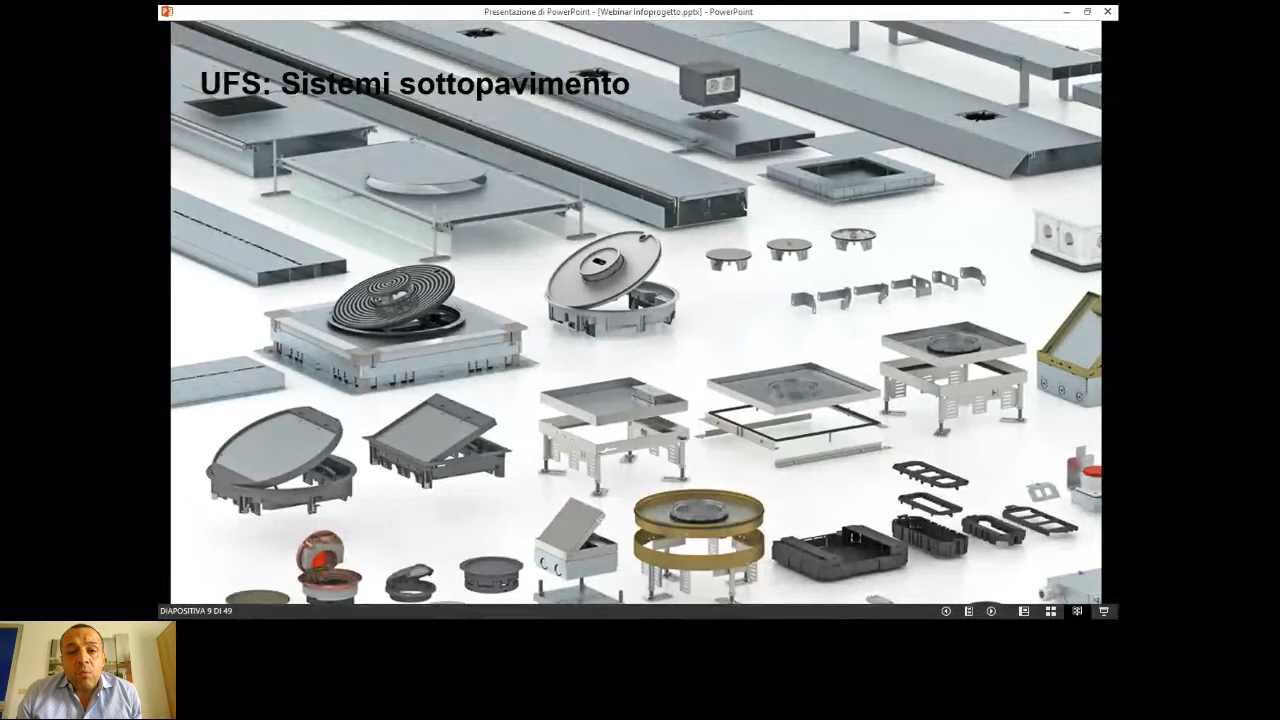 Presentazione di PowerPoint - [Webinar Infoprogetto.pptx] - PowerPoint
UFS: Sistemi sottopavimento
DIAPOSITIVA 9 DI 49